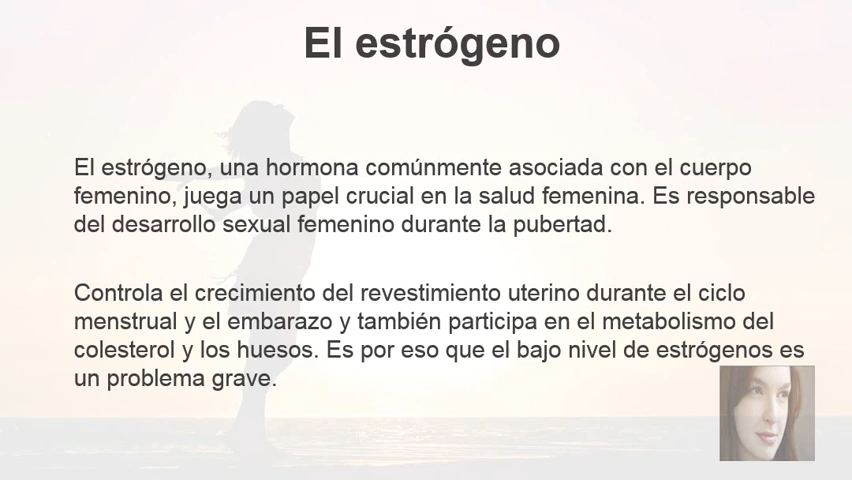 El estrógeno
El estrógeno, una hormona comúnmente asociada con el cuerpo
femenino, juega un papel crucial en la salud femenina. Es responsable
del desarrollo sexual femenino durante la pubertad.
Controla el crecimiento del revestimiento uterino durante el ciclo
menstrual y el embarazo y también participa en el metabolismo del
colesterol y los huesos. Es por eso que el bajo nivel de estrógenos es
un problema grave.